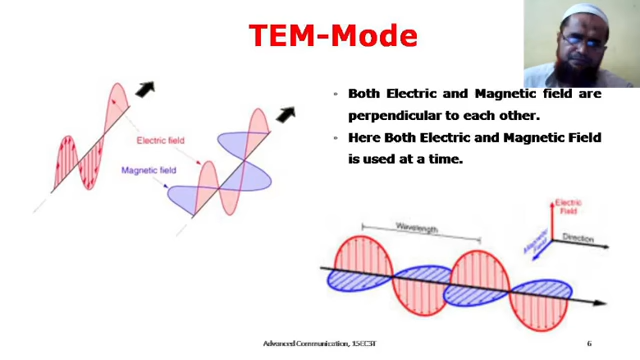 TEM-Mode
Both Electric and Magnetic field are
perpendicular to each other.
Here Both Electric and Magnetic Field
is used at a time.
Electric field
Magnetic field
Wavelength
Electric
Field
Magnetic
Field
Direction
Advanced Communication, 15EC5T
6